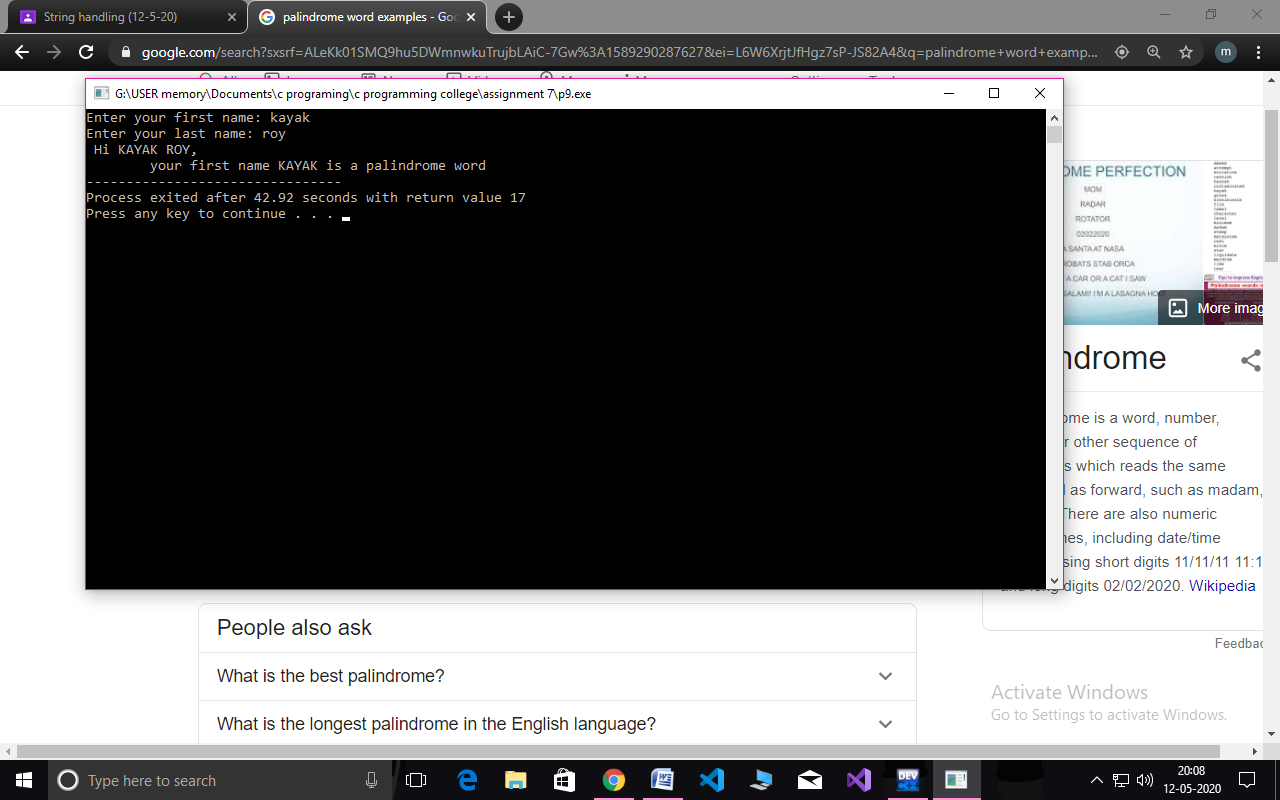 String handling (12-5-20)
palindrome word examples - Goo
google.com/search?sxsrf=ALeKk01SMQ9hu5DWmnwkuTrujbLAiC-7Gw%3A1589290287627&ei=L6W6XrjtJfHgz7sP-JS82A4&q=palindrome+word+examp...
m
G:\USER memory\Documents\c programing\c programming college\assignment 7\p9.exe
Enter your first name: kayak
Enter your last name: roy
Hi KAYAK ROY,
your first name KAYAK is a palindrome word
--------------------------------
Process exited after 42.92 seconds with return value 17
Press any key to continue . . .
OME PERFECTION
MOM
RADAR
ROTATOR
02022020
A SANTA AT NASA
ROBATS STAB ORCA
A CAR OR A CAT I SAW
SALAMI! I'M A LASAGNA HOG!
More imag
ndrome
ome is a word, number,
r other sequence of
s which reads the same
d as forward, such as madam,
There are also numeric
nes, including date/time
sing short digits 11/11/11 11:1
and long digits 02/02/2020. Wikipedia
Feedbac
People also ask
What is the best palindrome?
What is the longest palindrome in the English language?
Activate Windows
Go to Settings to activate Windows.
Type here to search
DEV
20:08
12-05-2020